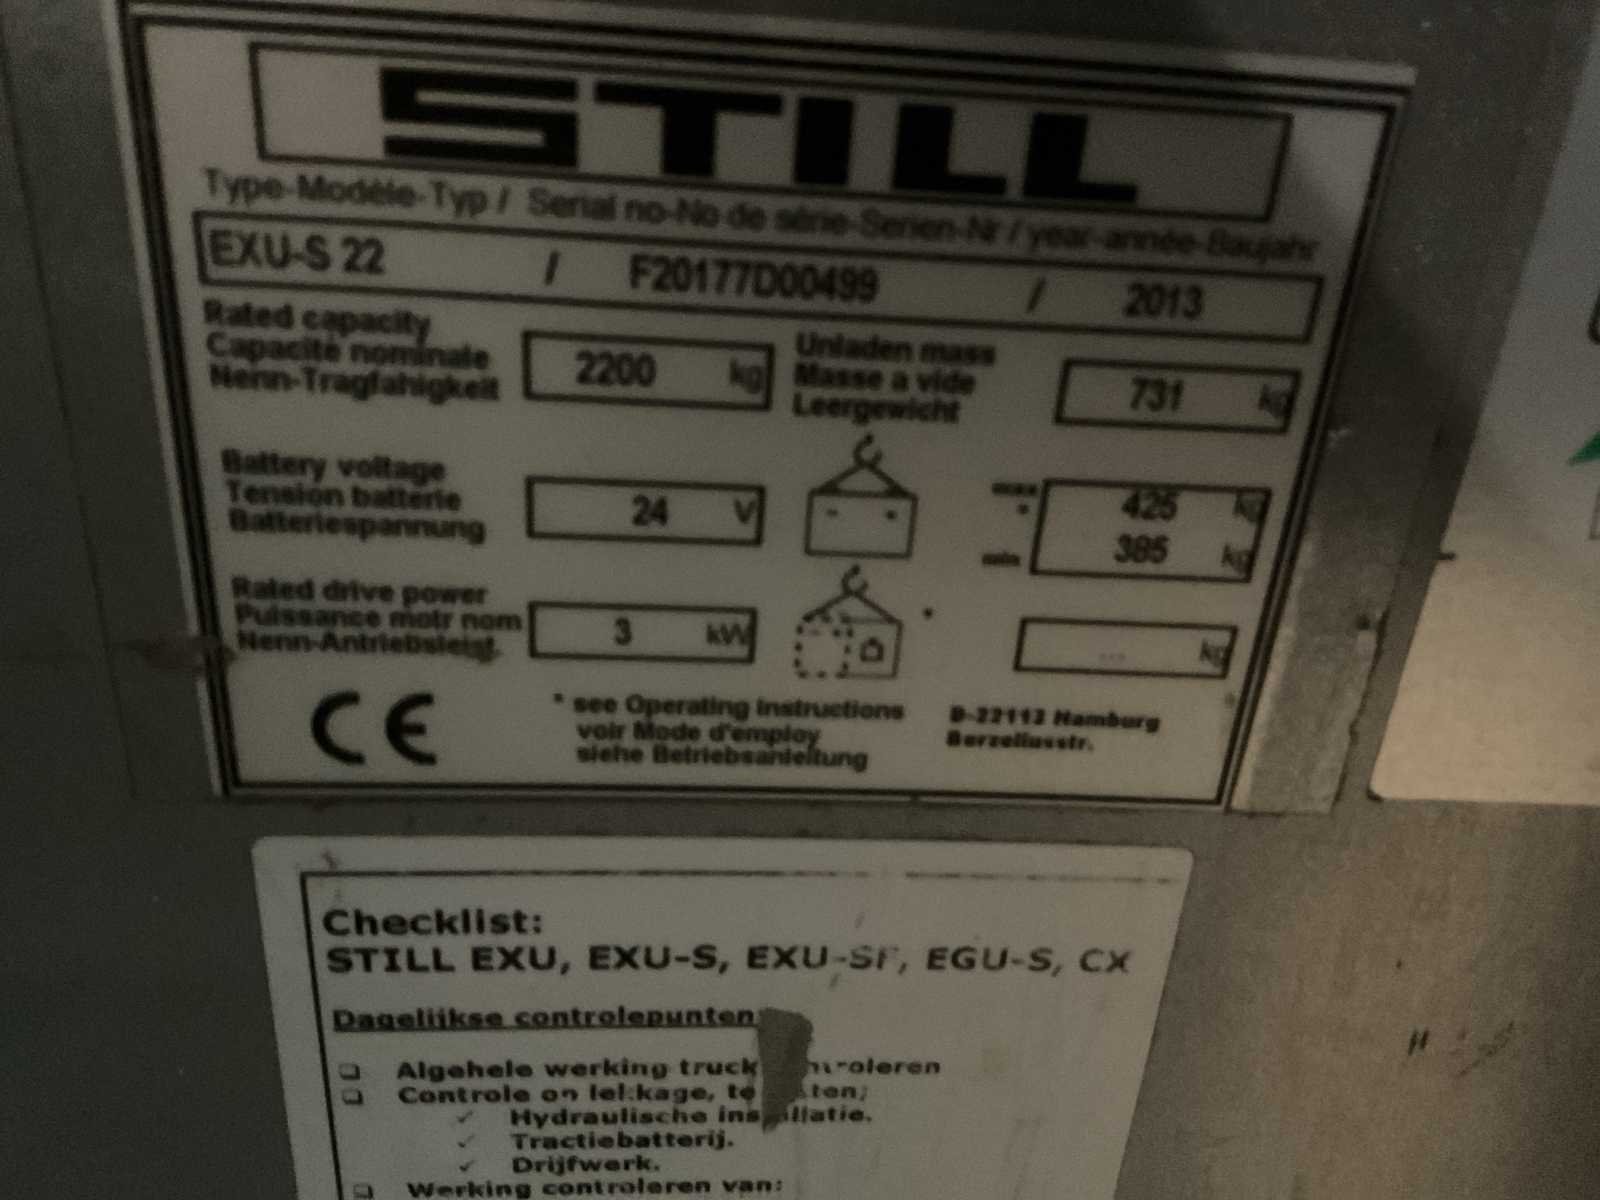 STILL
Type-Modèle-Typ / Serial no-No de série-Serien-Nr / year-année-Baujahr
EXU-S 22 / F20177D00499 / 2013
Rated capacity
Capacité nominale
Nenn-Tragfähigkeit
2200 kg
Unladen mass
Masse a vide
Leergewicht
731 kg
Battery voltage
Tension batterie
Batteriespannung
24 V
max 425 kg
*
min 385 kg
Rated drive power
Puissance motr nom
Nenn-Antriebsleist.
3 kW
*
... kg
CE
* see Operating instructions
voir Mode d'employ
siehe Betriebsanleitung
D-22113 Hamburg
Berzeliusstr.
Checklist:
STILL EXU, EXU-S, EXU-SF, EGU-S, CX
Dagelijkse controlepunten
Algehele werking truck
Controle op lekkage,
Hydraulische
Tractiebatterij.
Drijfwerk.
Werking controleren van: